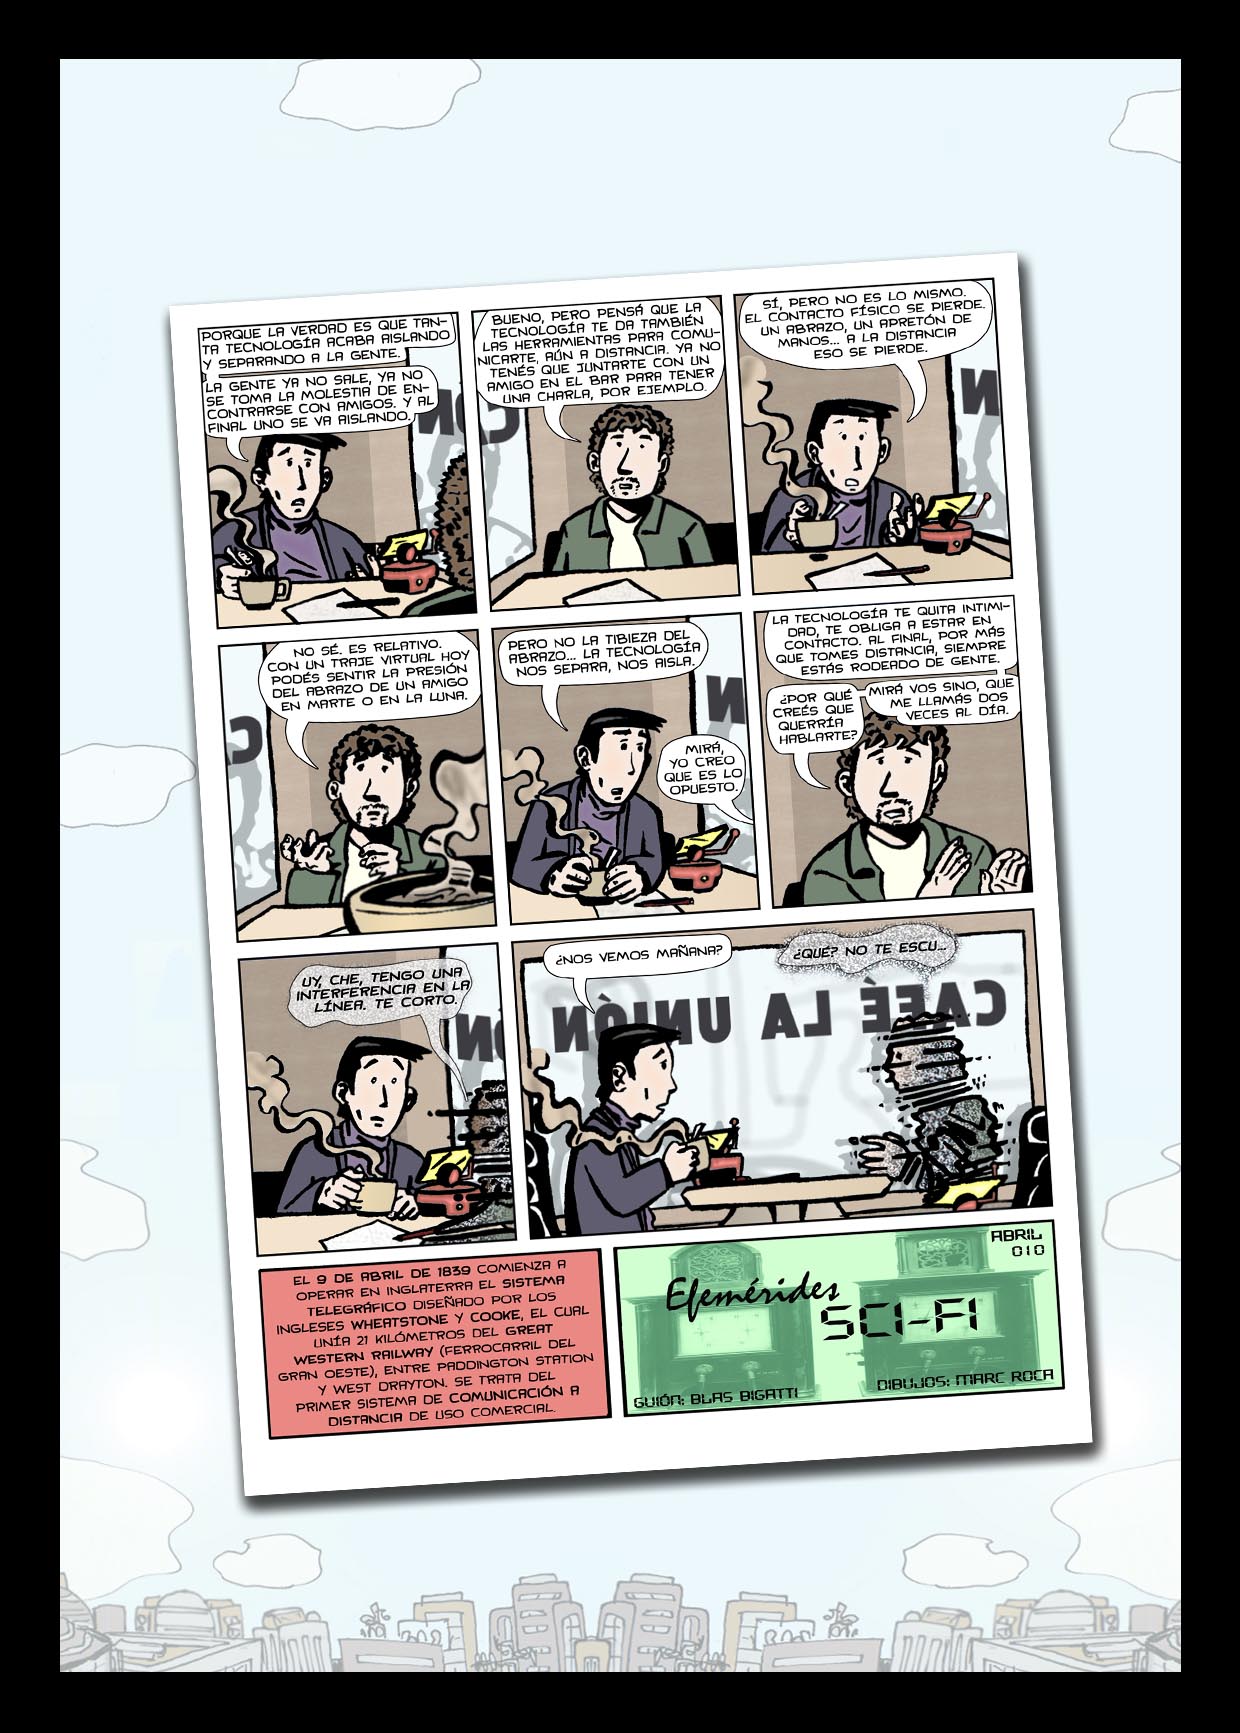 PORQUE LA VERDAD ES QUE TAN-
TA TECNOLOGÍA ACABA AISLANDO
Y SEPARANDO A LA GENTE.
LA GENTE YA NO SALE, YA NO
SE TOMA LA MOLESTIA DE EN-
CONTRARSE CON AMIGOS. Y AL
FINAL UNO SE VA AISLANDO.
BUENO, PERO PENSÁ QUE LA
TECNOLOGÍA TE DA TAMBIÉN
LAS HERRAMIENTAS PARA COMU-
NICARTE, AÚN A DISTANCIA. YA NO
TENÉS QUE JUNTARTE CON UN
AMIGO EN EL BAR PARA TENER
UNA CHARLA, POR EJEMPLO.
SÍ, PERO NO ES LO MISMO.
EL CONTACTO FÍSICO SE PIERDE.
UN ABRAZO, UN APRETÓN DE
MANOS... A LA DISTANCIA
ESO SE PIERDE.
NO SÉ. ES RELATIVO.
CON UN TRAJE VIRTUAL HOY
PODÉS SENTIR LA PRESIÓN
DEL ABRAZO DE UN AMIGO
EN MARTE O EN LA LUNA.
PERO NO LA TIBIEZA DEL
ABRAZO... LA TECNOLOGÍA
NOS SEPARA, NOS AISLA.
MIRÁ,
YO CREO
QUE ES LO
OPUESTO.
LA TECNOLOGÍA TE QUITA INTIMI-
DAD, TE OBLIGA A ESTAR EN
CONTACTO. AL FINAL, POR MÁS
QUE TOMES DISTANCIA, SIEMPRE
ESTÁS RODEADO DE GENTE.
MIRÁ VOS SINO, QUE
ME LLAMÁS DOS
VECES AL DÍA.
¿POR QUÉ
CREÉS QUE
QUERRÍA
HABLARTE?
UY, CHE, TENGO UNA
INTERFERENCIA EN LA
LÍNEA. TE CORTO.
¿NOS VEMOS MAÑANA?
¿QUÉ? NO TE ESCU...
CAFÉ LA UNIÓN
EL 9 DE ABRIL DE 1839 COMIENZA A
OPERAR EN INGLATERRA EL SISTEMA
TELEGRÁFICO DISEÑADO POR LOS
INGLESES WHEATSTONE Y COOKE, EL CUAL
UNÍA 21 KILÓMETROS DEL GREAT
WESTERN RAILWAY (FERROCARRIL DEL
GRAN OESTE), ENTRE PADDINGTON STATION
Y WEST DRAYTON. SE TRATA DEL
PRIMER SISTEMA DE COMUNICACIÓN A
DISTANCIA DE USO COMERCIAL.
ABRIL
010
Efemérides
SCI-FI
GUIÓN: BLAS BIGATTI
DIBUJOS: MARC ROCA